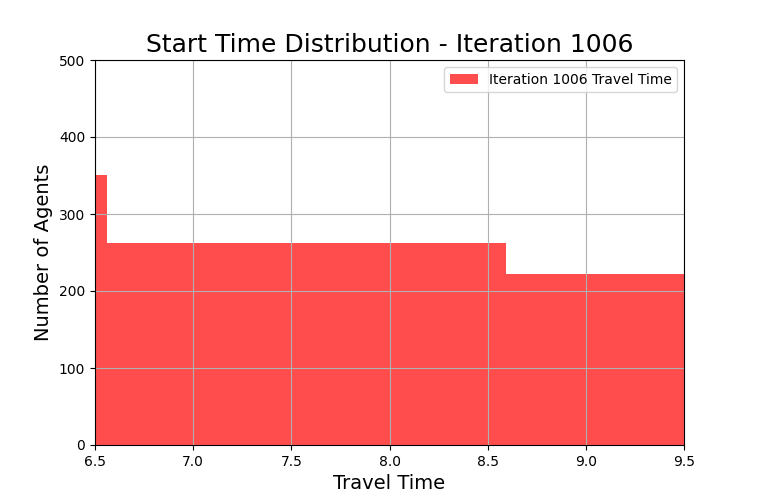 Start Time Distribution - Iteration 1006
Iteration 1006 Travel Time
Number of Agents
500
400
300
200
100
0
6.5 7.0 7.5 8.0 8.5 9.0 9.5
Travel Time